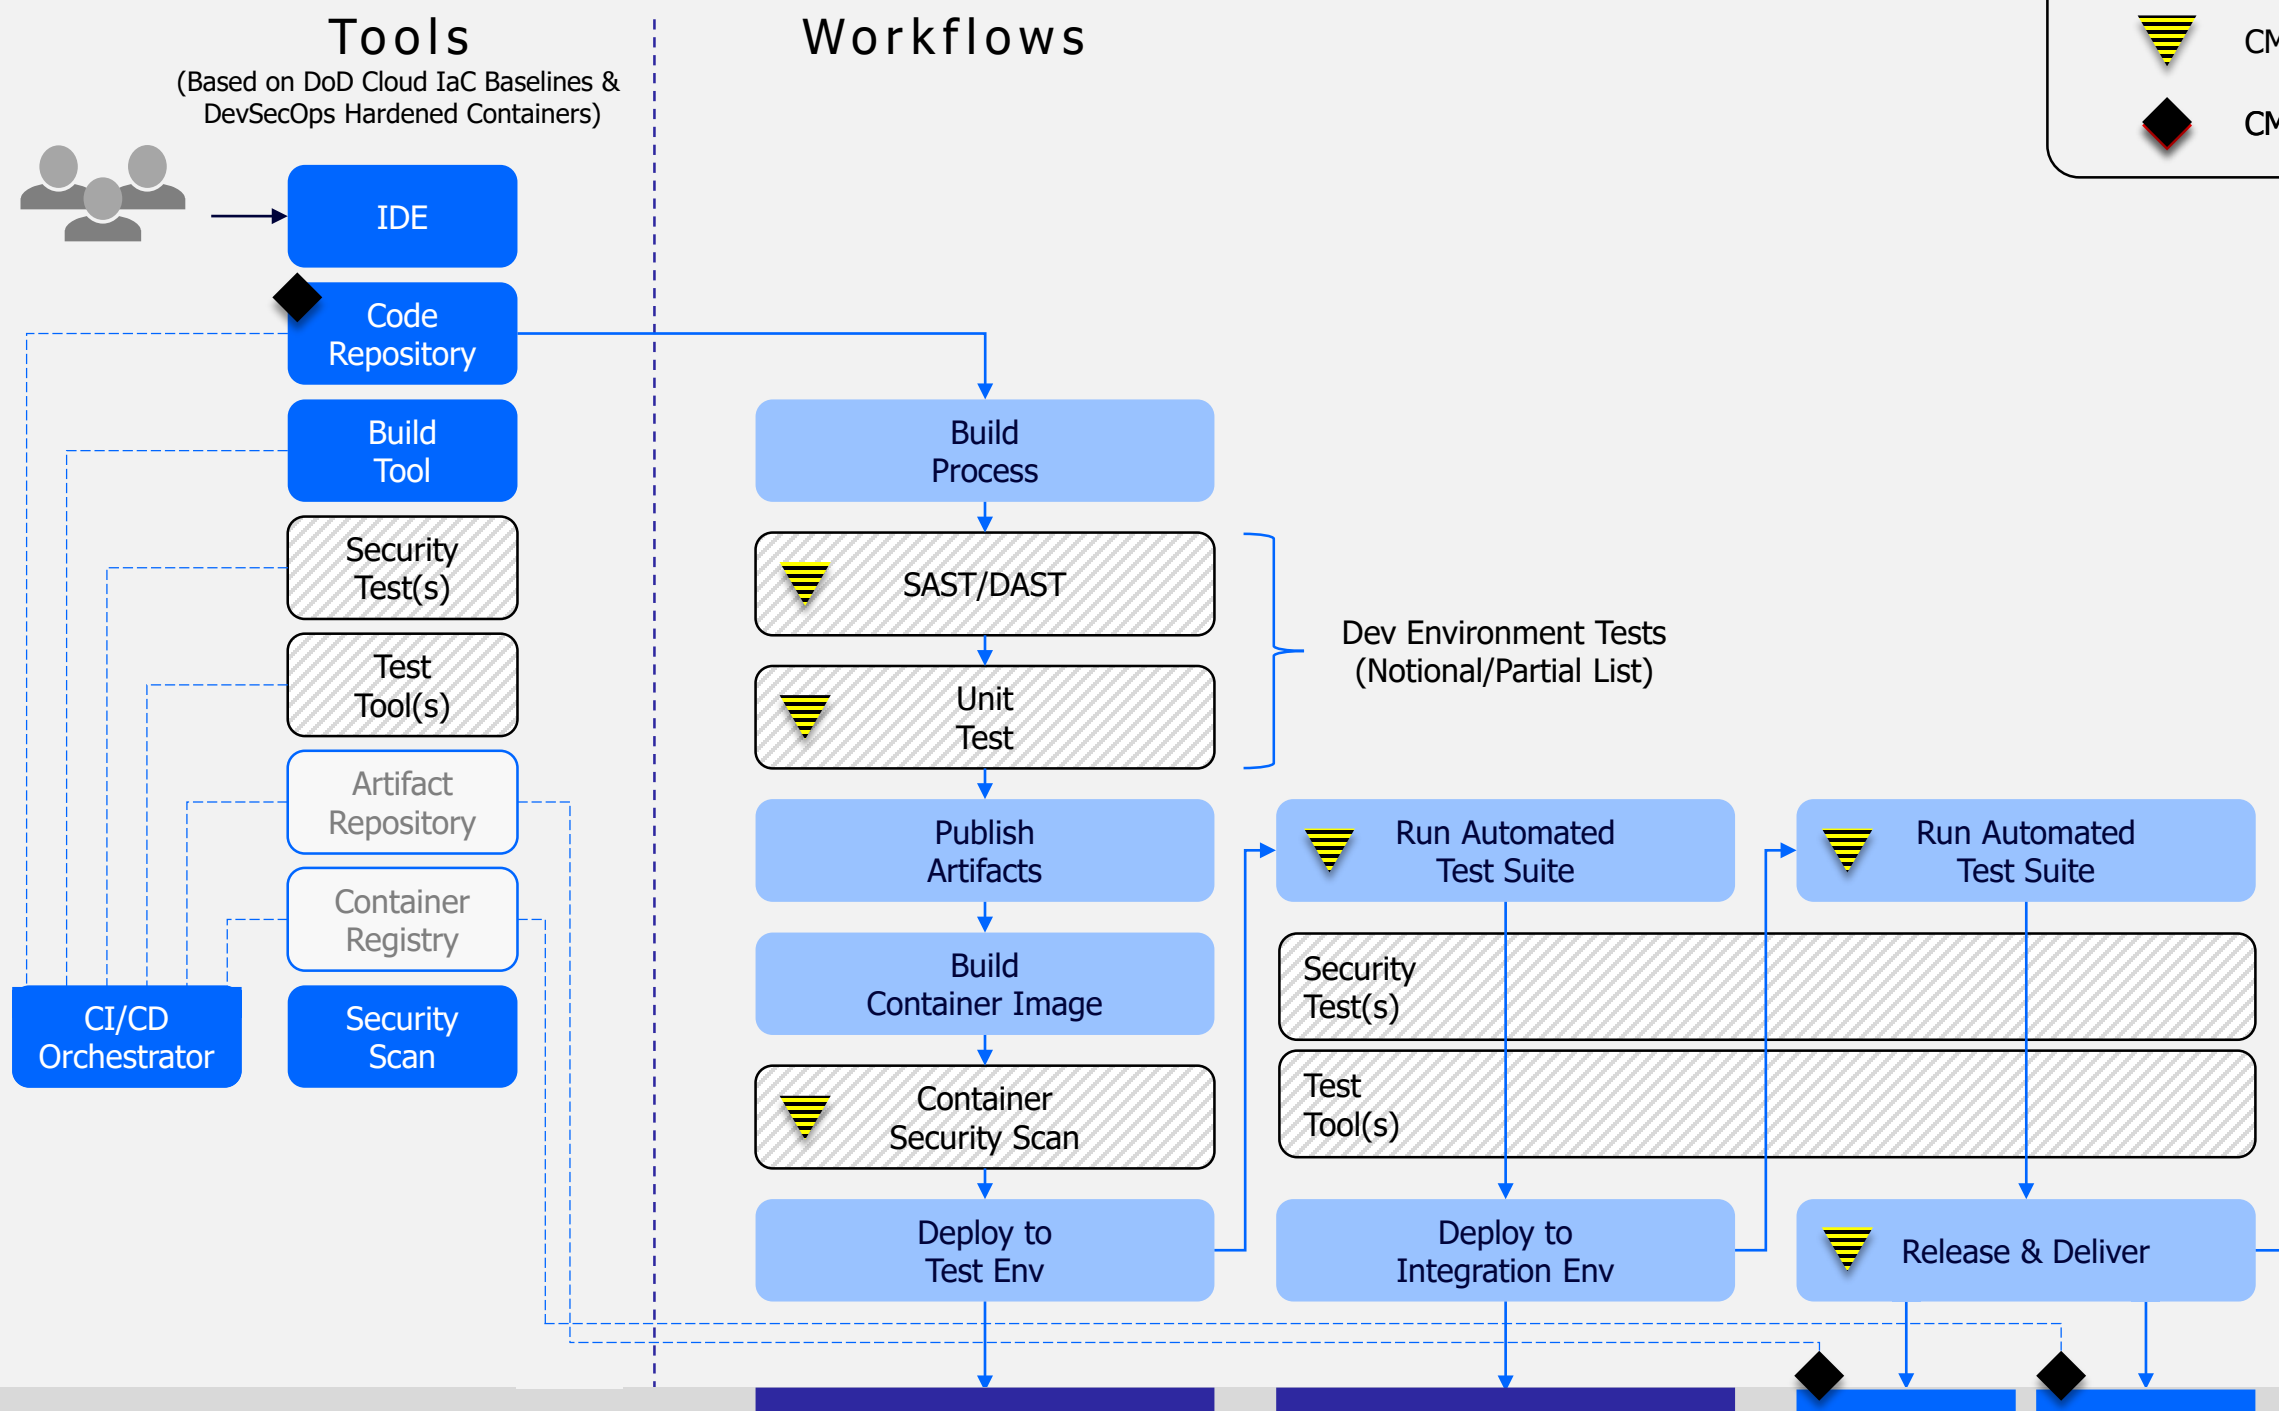 Tools
(Based on DoD Cloud IaC Baselines &
DevSecOps Hardened Containers)
Workflows
CM
CM
IDE
Code
Repository
Build
Tool
Security
Test(s)
Test
Tool(s)
Artifact
Repository
Container
Registry
CI/CD
Orchestrator
Security
Scan
Build
Process
SAST/DAST
Unit
Test
Dev Environment Tests
(Notional/Partial List)
Publish
Artifacts
Build
Container Image
Container
Security Scan
Deploy to
Test Env
Run Automated
Test Suite
Run Automated
Test Suite
Security
Test(s)
Test
Tool(s)
Deploy to
Integration Env
Release & Deliver